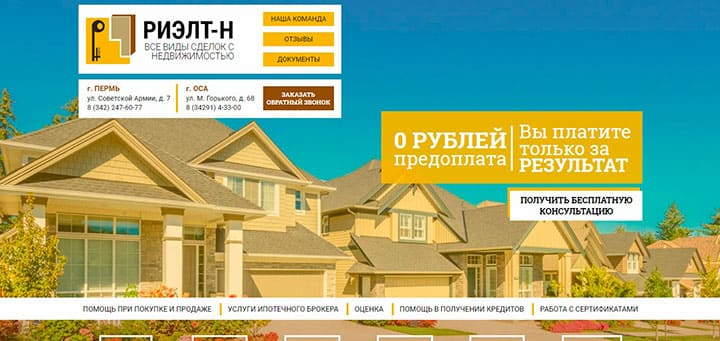 РИЭЛТ-Н
ВСЕ ВИДЫ СДЕЛОК С
НЕДВИЖИМОСТЬЮ
НАША КОМАНДА
ОТЗЫВЫ
ДОКУМЕНТЫ
г. ПЕРМЬ
ул. Советской Армии, д. 7
8 (342) 247-60-77
г. ОСА
ул. М. Горького, д. 68
8 (34291) 4-33-00
ЗАКАЗАТЬ
ОБРАТНЫЙ ЗВОНОК
0 РУБЛЕЙ
предоплата
Вы платите
только за
РЕЗУЛЬТАТ
ПОЛУЧИТЬ БЕСПЛАТНУЮ
КОНСУЛЬТАЦИЮ
ПОМОЩЬ ПРИ ПОКУПКЕ И ПРОДАЖЕ УСЛУГИ ИПОТЕЧНОГО БРОКЕРА ОЦЕНКА ПОМОЩЬ В ПОЛУЧЕНИИ КРЕДИТОВ РАБОТА С СЕРТИФИКАТАМИ